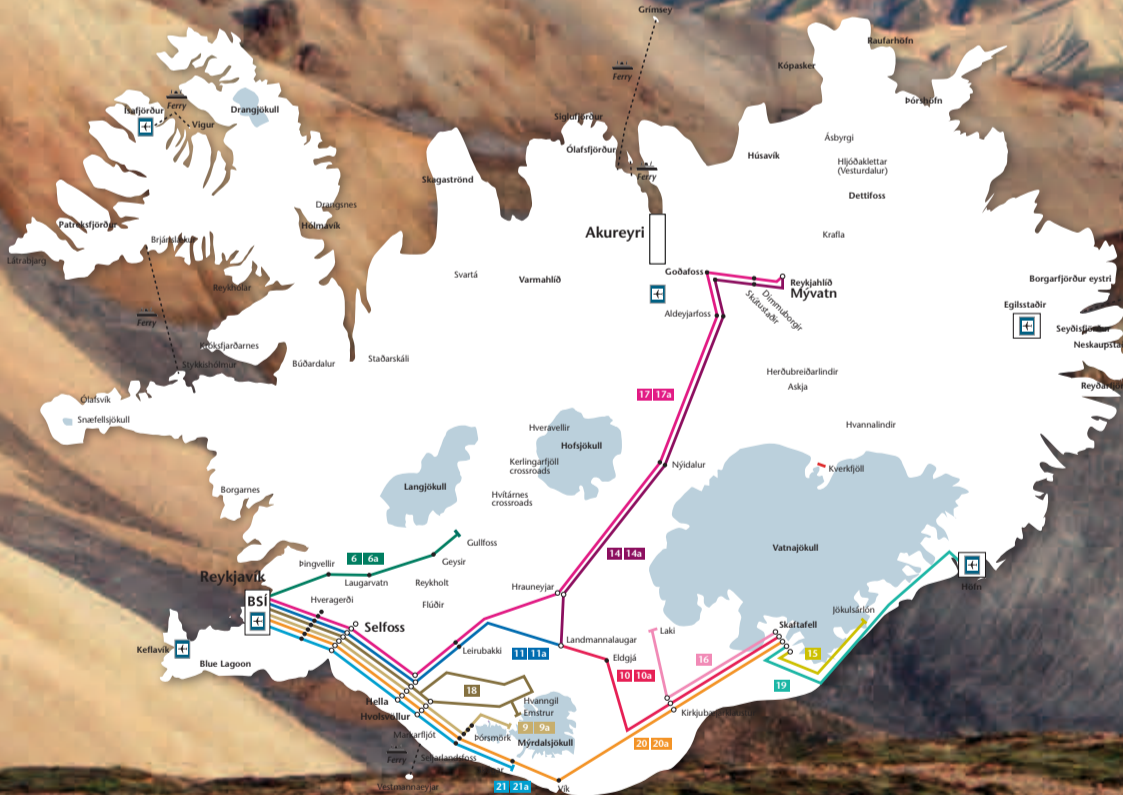 Grímsey
Raufarhöfn
Kópasker
Ferry
Þórshöfn
Ferry
Ísafjörður
Drangjökull
Vigur
Siglufjörður
Ásbyrgi
Ólafsfjörður
Húsavík
Hljóðaklettar
(Vesturdalur)
Ferry
Skagaströnd
Dettifoss
Drangsnes
Patreksfjörður
Hólmavík
Akureyri
Krafla
Brjánslækur
Látrabjarg
Svartá
Varmahlíð
Goðafoss
Reykjahlíð
Mývatn
Borgarfjörður eystri
Reykhólar
Dimmuborgir
Skútustaðir
Egilsstaðir
Aldeyjarfoss
Ferry
Seyðisfjörður
Króksfjarðarnes
Neskaupsta
Stykkishólmur
Búðardalur
Staðarskáli
Herðubreiðarlindir
Askja
Reyðarfjör
17 17a
Ólafsvík
Snæfellsjökull
Hveravellir
Hvannalindir
Hofsjökull
Kerlingarfjöll
crossroads
Nýidalur
Kverkfjöll
Langjökull
Borgarnes
Hvítárnes
crossroads
Gullfoss
Vatnajökull
14 14a
6 6a
Þingvellir
Geysir
Reykjavík
Laugarvatn
Reykholt
Hrauneyjar
Höfn
BSÍ
Hveragerði
Flúðir
Jökulsárlón
Selfoss
Skaftafell
Laki
Landmannalaugar
Keflavík
Leirubakki
11 11a
Eldgjá
16
15
Blue Lagoon
10 10a
19
18
Hella
Hvanngil
Emstrur
Hvolsvöllur
Kirkjubæjarklaustur
9 9a
Markarfljót
Þórsmörk
Mýrdalsjökull
20 20a
Ferry
Seljarlandsfoss
Vestmannaeyjar
21 21a
Vík